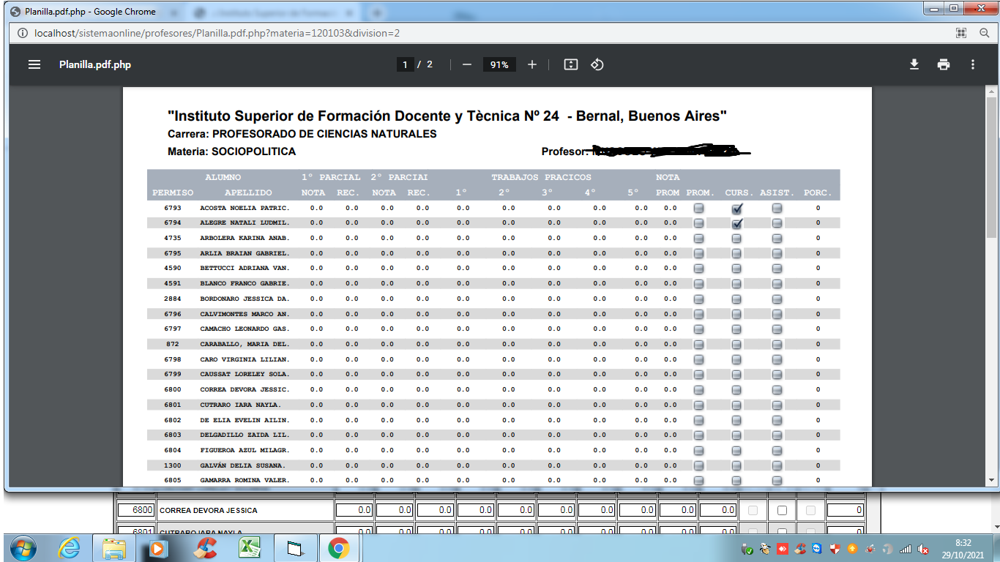 Planilla.pdf.php - Google Chrome
localhost/sistemaonline/profesores/Planilla.pdf.php?materia=120103&division=2
Planilla.pdf.php 1 / 2 — 91% +
"Instituto Superior de Formación Docente y Tècnica Nº 24 - Bernal, Buenos Aires"
Carrera: PROFESORADO DE CIENCIAS NATURALES
Materia: SOCIOPOLITICA Profesor:
ALUMNO 1º PARCIAL 2º PARCIAl TRABAJOS PRACICOS NOTA
PERMISO APELLIDO NOTA REC. NOTA REC. 1º 2º 3º 4º 5º PROM PROM. CURS. ASIST. PORC.
6793 ACOSTA NOELIA PATRIC. 0.0 0.0 0.0 0.0 0.0 0.0 0.0 0.0 0.0 0.0 0
6794 ALEGRE NATALI LUDMIL. 0.0 0.0 0.0 0.0 0.0 0.0 0.0 0.0 0.0 0.0 0
4735 ARBOLERA KARINA ANAB. 0.0 0.0 0.0 0.0 0.0 0.0 0.0 0.0 0.0 0.0 0
6795 ARLIA BRAIAN GABRIEL. 0.0 0.0 0.0 0.0 0.0 0.0 0.0 0.0 0.0 0.0 0
4590 BETTUCCI ADRIANA VAN. 0.0 0.0 0.0 0.0 0.0 0.0 0.0 0.0 0.0 0.0 0
4591 BLANCO FRANCO GABRIE. 0.0 0.0 0.0 0.0 0.0 0.0 0.0 0.0 0.0 0.0 0
2884 BORDONARO JESSICA DA. 0.0 0.0 0.0 0.0 0.0 0.0 0.0 0.0 0.0 0.0 0
6796 CALVIMONTES MARCO AN. 0.0 0.0 0.0 0.0 0.0 0.0 0.0 0.0 0.0 0.0 0
6797 CAMACHO LEONARDO GAS. 0.0 0.0 0.0 0.0 0.0 0.0 0.0 0.0 0.0 0.0 0
872 CARABALLO, MARIA DEL. 0.0 0.0 0.0 0.0 0.0 0.0 0.0 0.0 0.0 0.0 0
6798 CARO VIRGINIA LILIAN. 0.0 0.0 0.0 0.0 0.0 0.0 0.0 0.0 0.0 0.0 0
6799 CAUSSAT LORELEY SOLA. 0.0 0.0 0.0 0.0 0.0 0.0 0.0 0.0 0.0 0.0 0
6800 CORREA DEVORA JESSIC. 0.0 0.0 0.0 0.0 0.0 0.0 0.0 0.0 0.0 0.0 0
6801 CUTRARO IARA NAYLA. 0.0 0.0 0.0 0.0 0.0 0.0 0.0 0.0 0.0 0.0 0
6802 DE ELIA EVELIN AILIN. 0.0 0.0 0.0 0.0 0.0 0.0 0.0 0.0 0.0 0.0 0
6803 DELGADILLO ZAIDA LIL. 0.0 0.0 0.0 0.0 0.0 0.0 0.0 0.0 0.0 0.0 0
6804 FIGUEROA AZUL MILAGR. 0.0 0.0 0.0 0.0 0.0 0.0 0.0 0.0 0.0 0.0 0
1300 GALVÁN DELIA SUSANA. 0.0 0.0 0.0 0.0 0.0 0.0 0.0 0.0 0.0 0.0 0
6805 GAMARRA ROMINA VALER. 0.0 0.0 0.0 0.0 0.0 0.0 0.0 0.0 0.0 0.0 0
6800 CORREA DEVORA JESSICA 0.0 0.0 0.0 0.0 0.0 0.0 0.0 0.0 0.0 0.0 0
6801 CUTRARO IARA NAYLA 0.0 0.0 0.0 0.0 0.0 0.0 0.0 0.0 0.0 0.0 0
8:32
29/10/2021